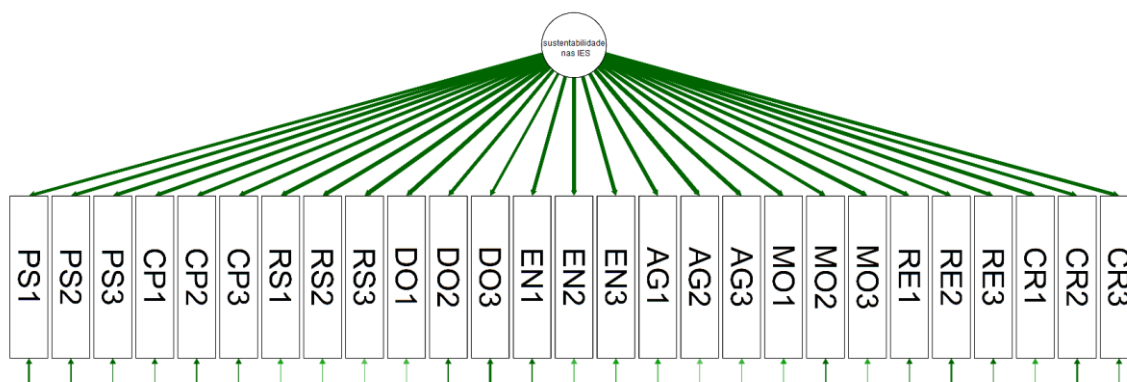 sustentabilidade
nas IES
PS1
PS2
PS3
CP1
CP2
CP3
RS1
RS2
RS3
DO1
DO2
DO3
EN1
EN2
EN3
AG1
AG2
AG3
MO1
MO2
MO3
RE1
RE2
RE3
CR1
CR2
CR3